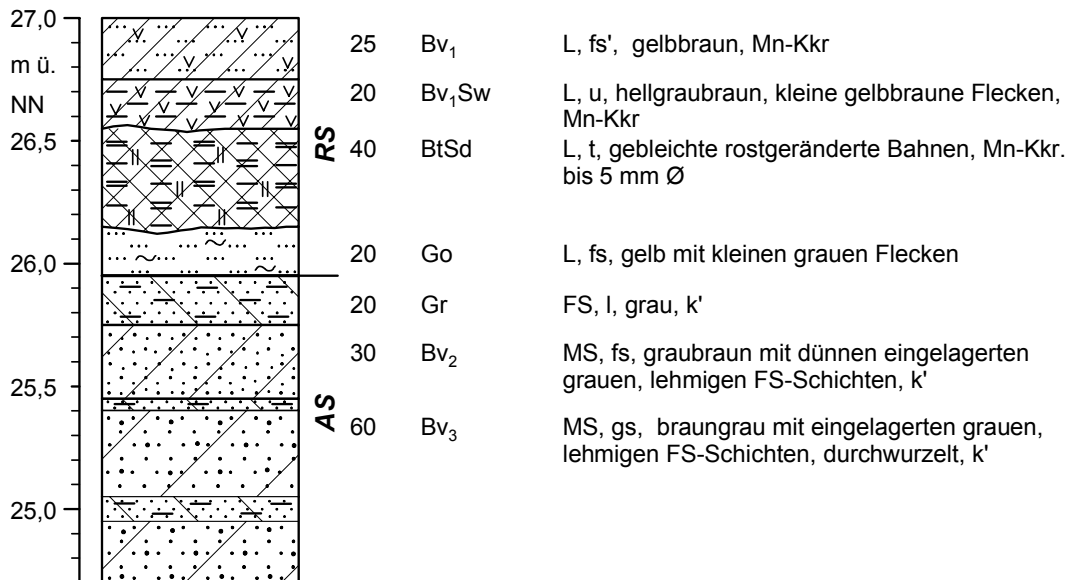 27,0
m ü.
NN
26,5
26,0
25,5
25,0
RS
AS
25 Bv₁ L, fs', gelbbraun, Mn-Kkr
20 Bv₁Sw L, u, hellgraubraun, kleine gelbbraune Flecken,
Mn-Kkr
40 BtSd L, t, gebleichte rostgeränderte Bahnen, Mn-Kkr.
bis 5 mm Ø
20 Go L, fs, gelb mit kleinen grauen Flecken
20 Gr FS, l, grau, k'
30 Bv₂ MS, fs, graubraun mit dünnen eingelagerten
grauen, lehmigen FS-Schichten, k'
60 Bv₃ MS, gs, braungrau mit eingelagerten grauen,
lehmigen FS-Schichten, durchwurzelt, k'